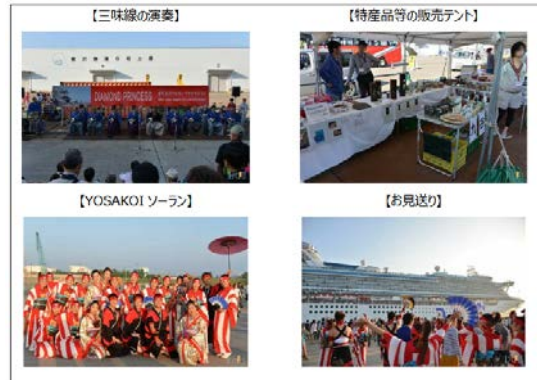 【三味線の演奏】
【特産品等の販売テント】
DIAMOND PRINCESS
【YOSAKOI ソーラン】
【お見送り】